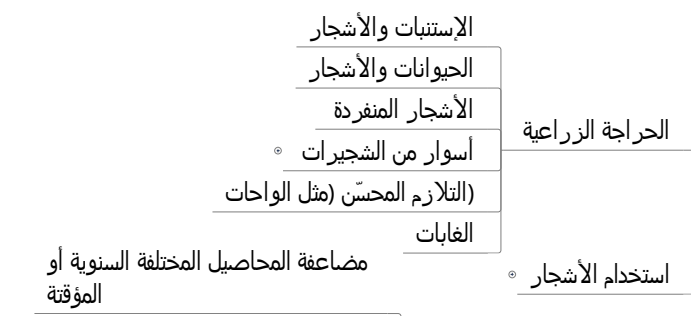 الإستنبات والأشجار
الحيوانات والأشجار
الأشجار المنفردة
الحراجة الزراعية
أسوار من الشجيرات
(التلازم المحسّن (مثل الواحات
الغابات
مضاعفة المحاصيل المختلفة السنوية أو
المؤقتة
استخدام الأشجار